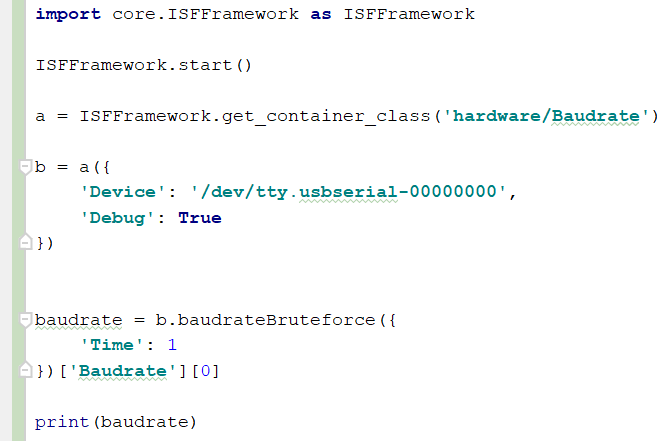 import core.ISFFramework as ISFFramework
ISFFramework.start()
a = ISFFramework.get_container_class('hardware/Baudrate')
b = a({
'Device': '/dev/tty.usbserial-00000000',
'Debug': True
})
baudrate = b.baudrateBruteforce({
'Time': 1
})['Baudrate'][0]
print(baudrate)